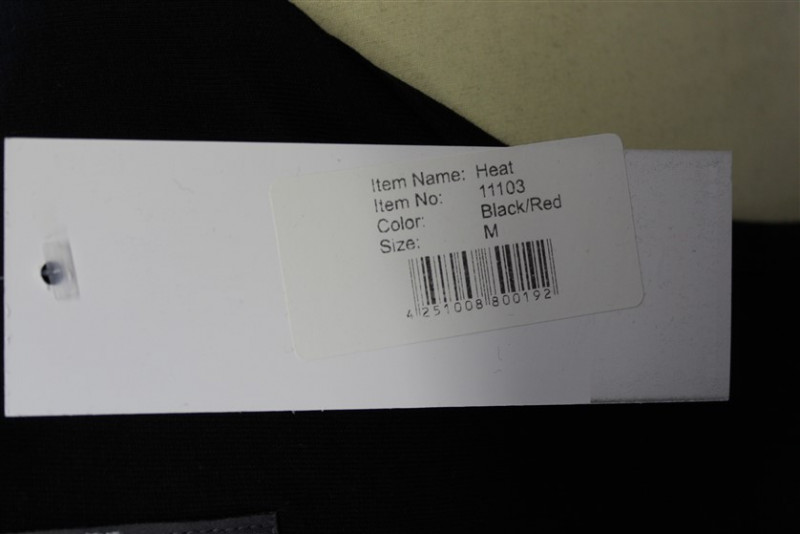 Item Name: Heat
Item No: 11103
Color: Black/Red
Size: M
4 251008 800192